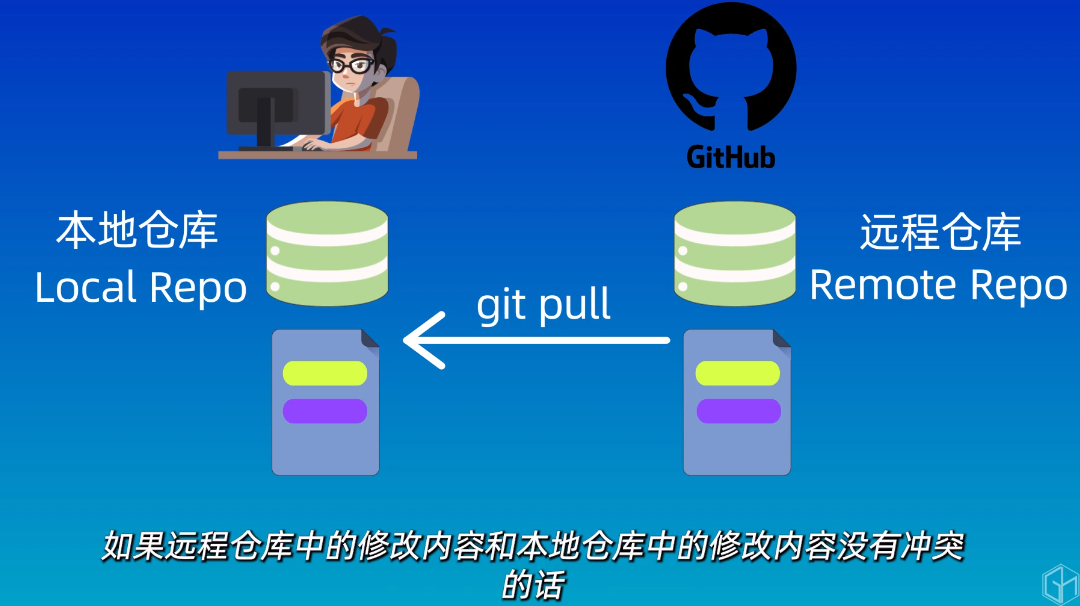 GitHub
本地仓库
Local Repo
远程仓库
Remote Repo
git pull
如果远程仓库中的修改内容和本地仓库中的修改内容没有冲突
的话